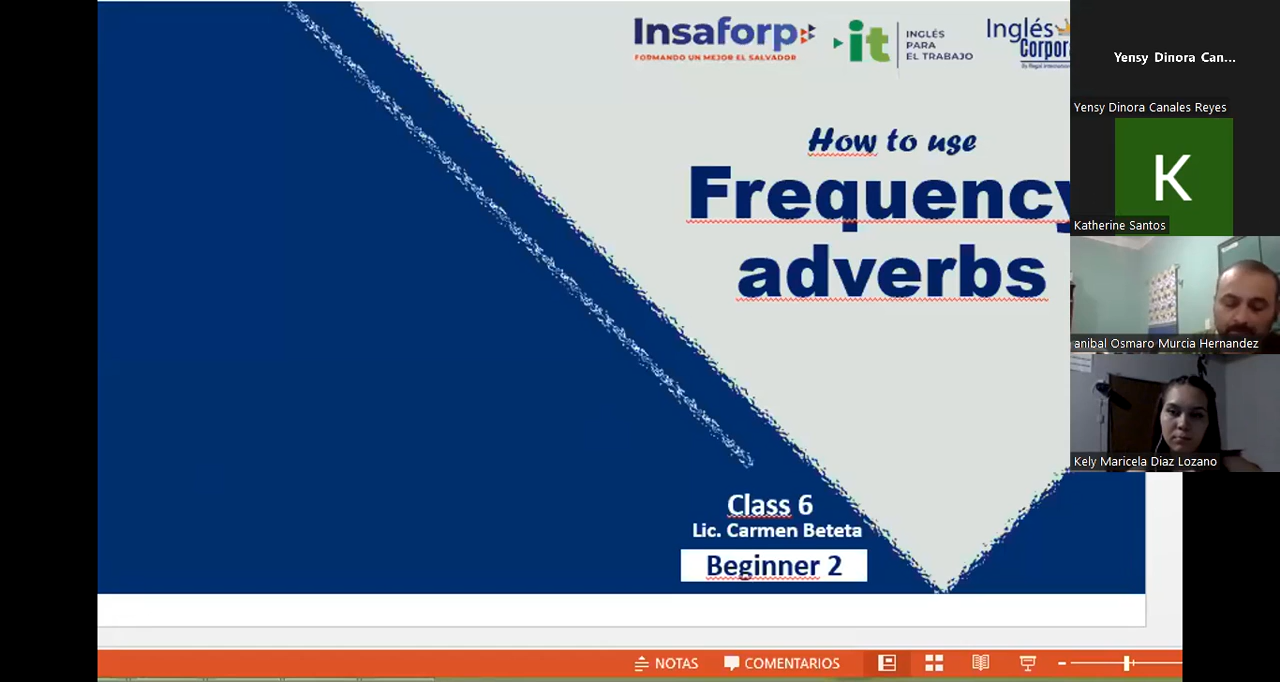 Insaforp
FORMANDO UN MEJOR EL SALVADOR
it
INGLÉS
PARA
EL TRABAJO
Inglés
How to use
Frequency
adverbs
Class 6
Lic. Carmen Beteta
Beginner 2
NOTAS
COMENTARIOS
Yensy Dinora Can...
Yensy Dinora Canales Reyes
K
Katherine Santos
anibal Osmaro Murcia Hernandez
Kely Maricela Diaz Lozano